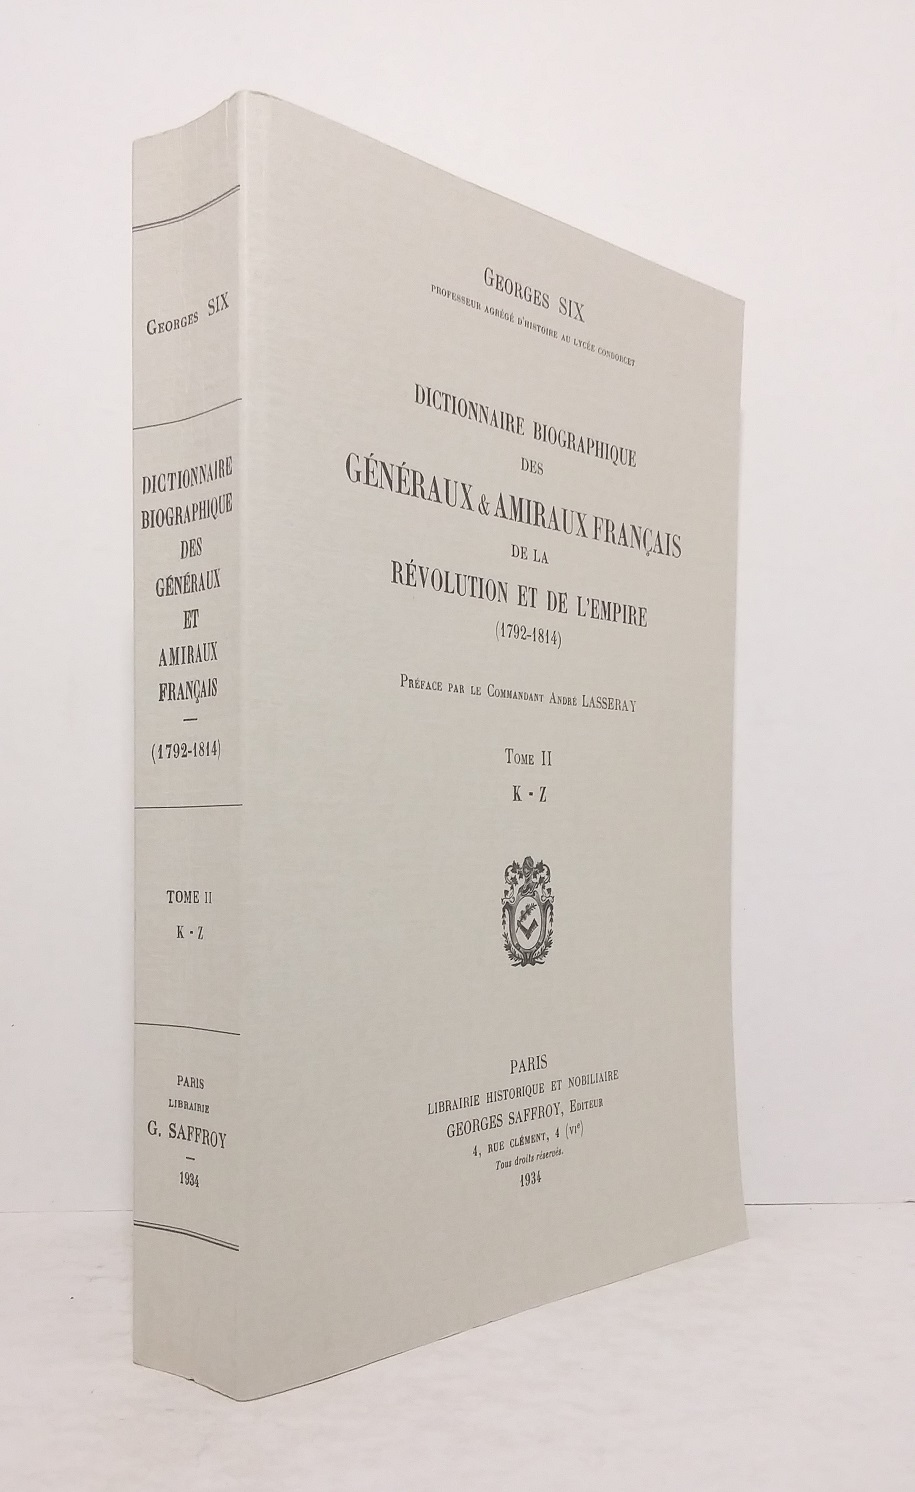 Georges SIX
DICTIONNAIRE
BIOGRAPHIQUE
DES
GÉNÉRAUX
ET
AMIRAUX
FRANÇAIS
(1792-1814)
TOME II
K - Z
PARIS
LIBRAIRIE
G. SAFFROY
1934
Georges SIX
PROFESSEUR AGRÉGÉ D'HISTOIRE AU LYCÉE CONDORCET
DICTIONNAIRE BIOGRAPHIQUE
DES
GÉNÉRAUX & AMIRAUX FRANÇAIS
DE LA
RÉVOLUTION ET DE L'EMPIRE
(1792-1814)
Préface par le Commandant André LASSERAY
Tome II
K - Z
PARIS
LIBRAIRIE HISTORIQUE ET NOBILIAIRE
GEORGES SAFFROY, Editeur
4, RUE CLÉMENT, 4 (VIe)
Tous droits réservés.
1934